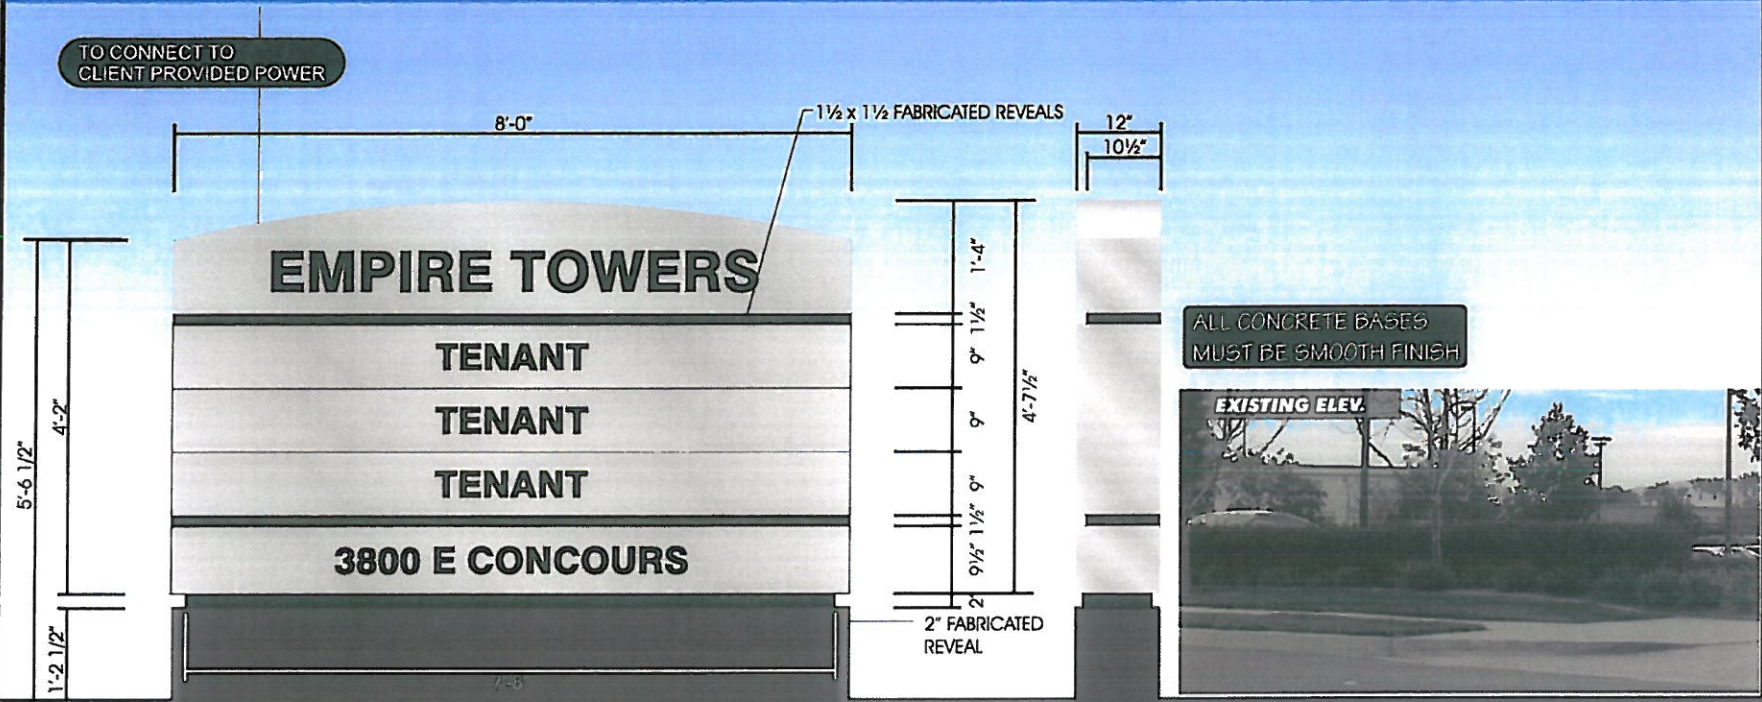 TO CONNECT TO
CLIENT PROVIDED POWER
8'-0"
1½ x 1½ FABRICATED REVEALS
12"
10½"
EMPIRE TOWERS
TENANT
TENANT
TENANT
3800 E CONCOURS
5'-6 1/2"
4'-2"
1'-2 1/2"
1'-4"
1½"
9"
9"
9"
1½"
9½"
2"
4'-7½"
2" FABRICATED
REVEAL
7'-8"
ALL CONCRETE BASES
MUST BE SMOOTH FINISH
EXISTING ELEV.